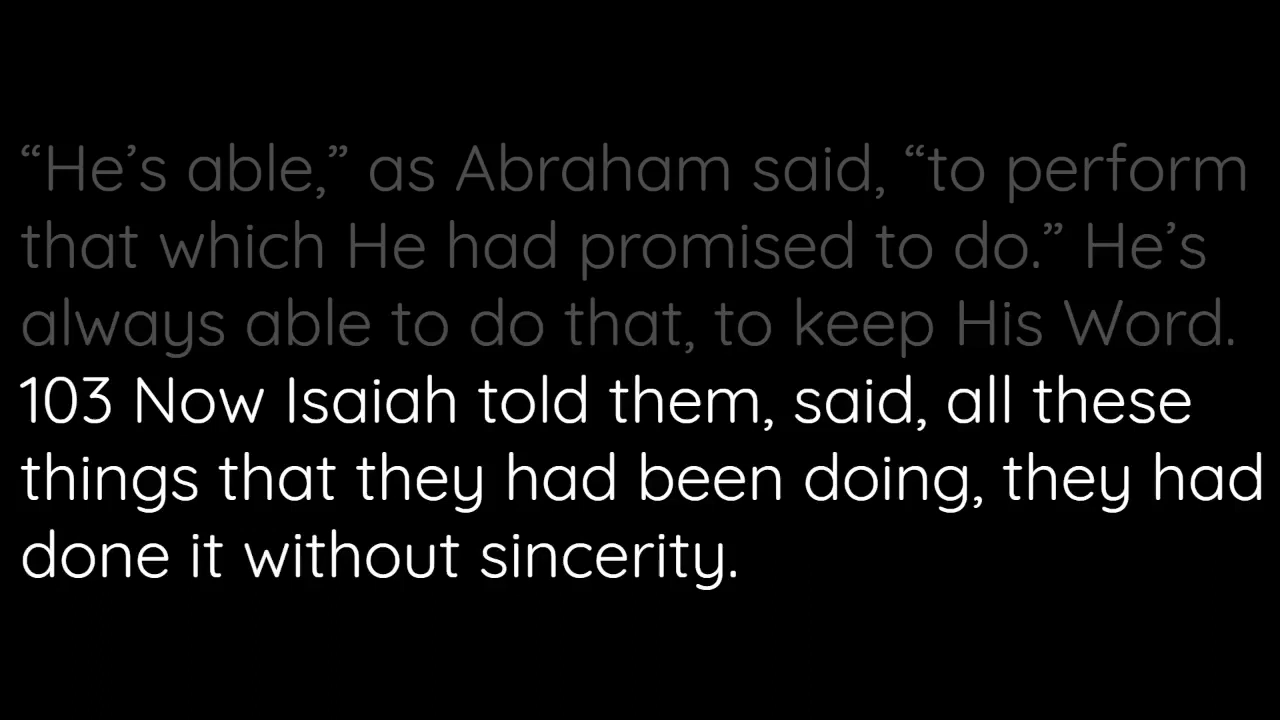 “He’s able,” as Abraham said, “to perform
that which He had promised to do.” He’s
always able to do that, to keep His Word.
103 Now Isaiah told them, said, all these
things that they had been doing, they had
done it without sincerity.